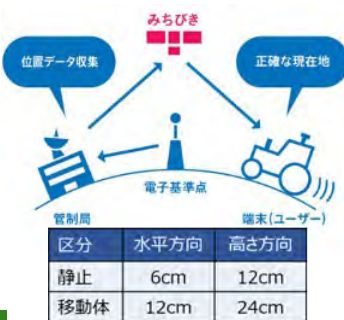 みちびき
位置データ収集
正確な現在地
電子基準点
管制局
端末(ユーザー)
区分 水平方向 高さ方向
静止 6cm 12cm
移動体 12cm 24cm